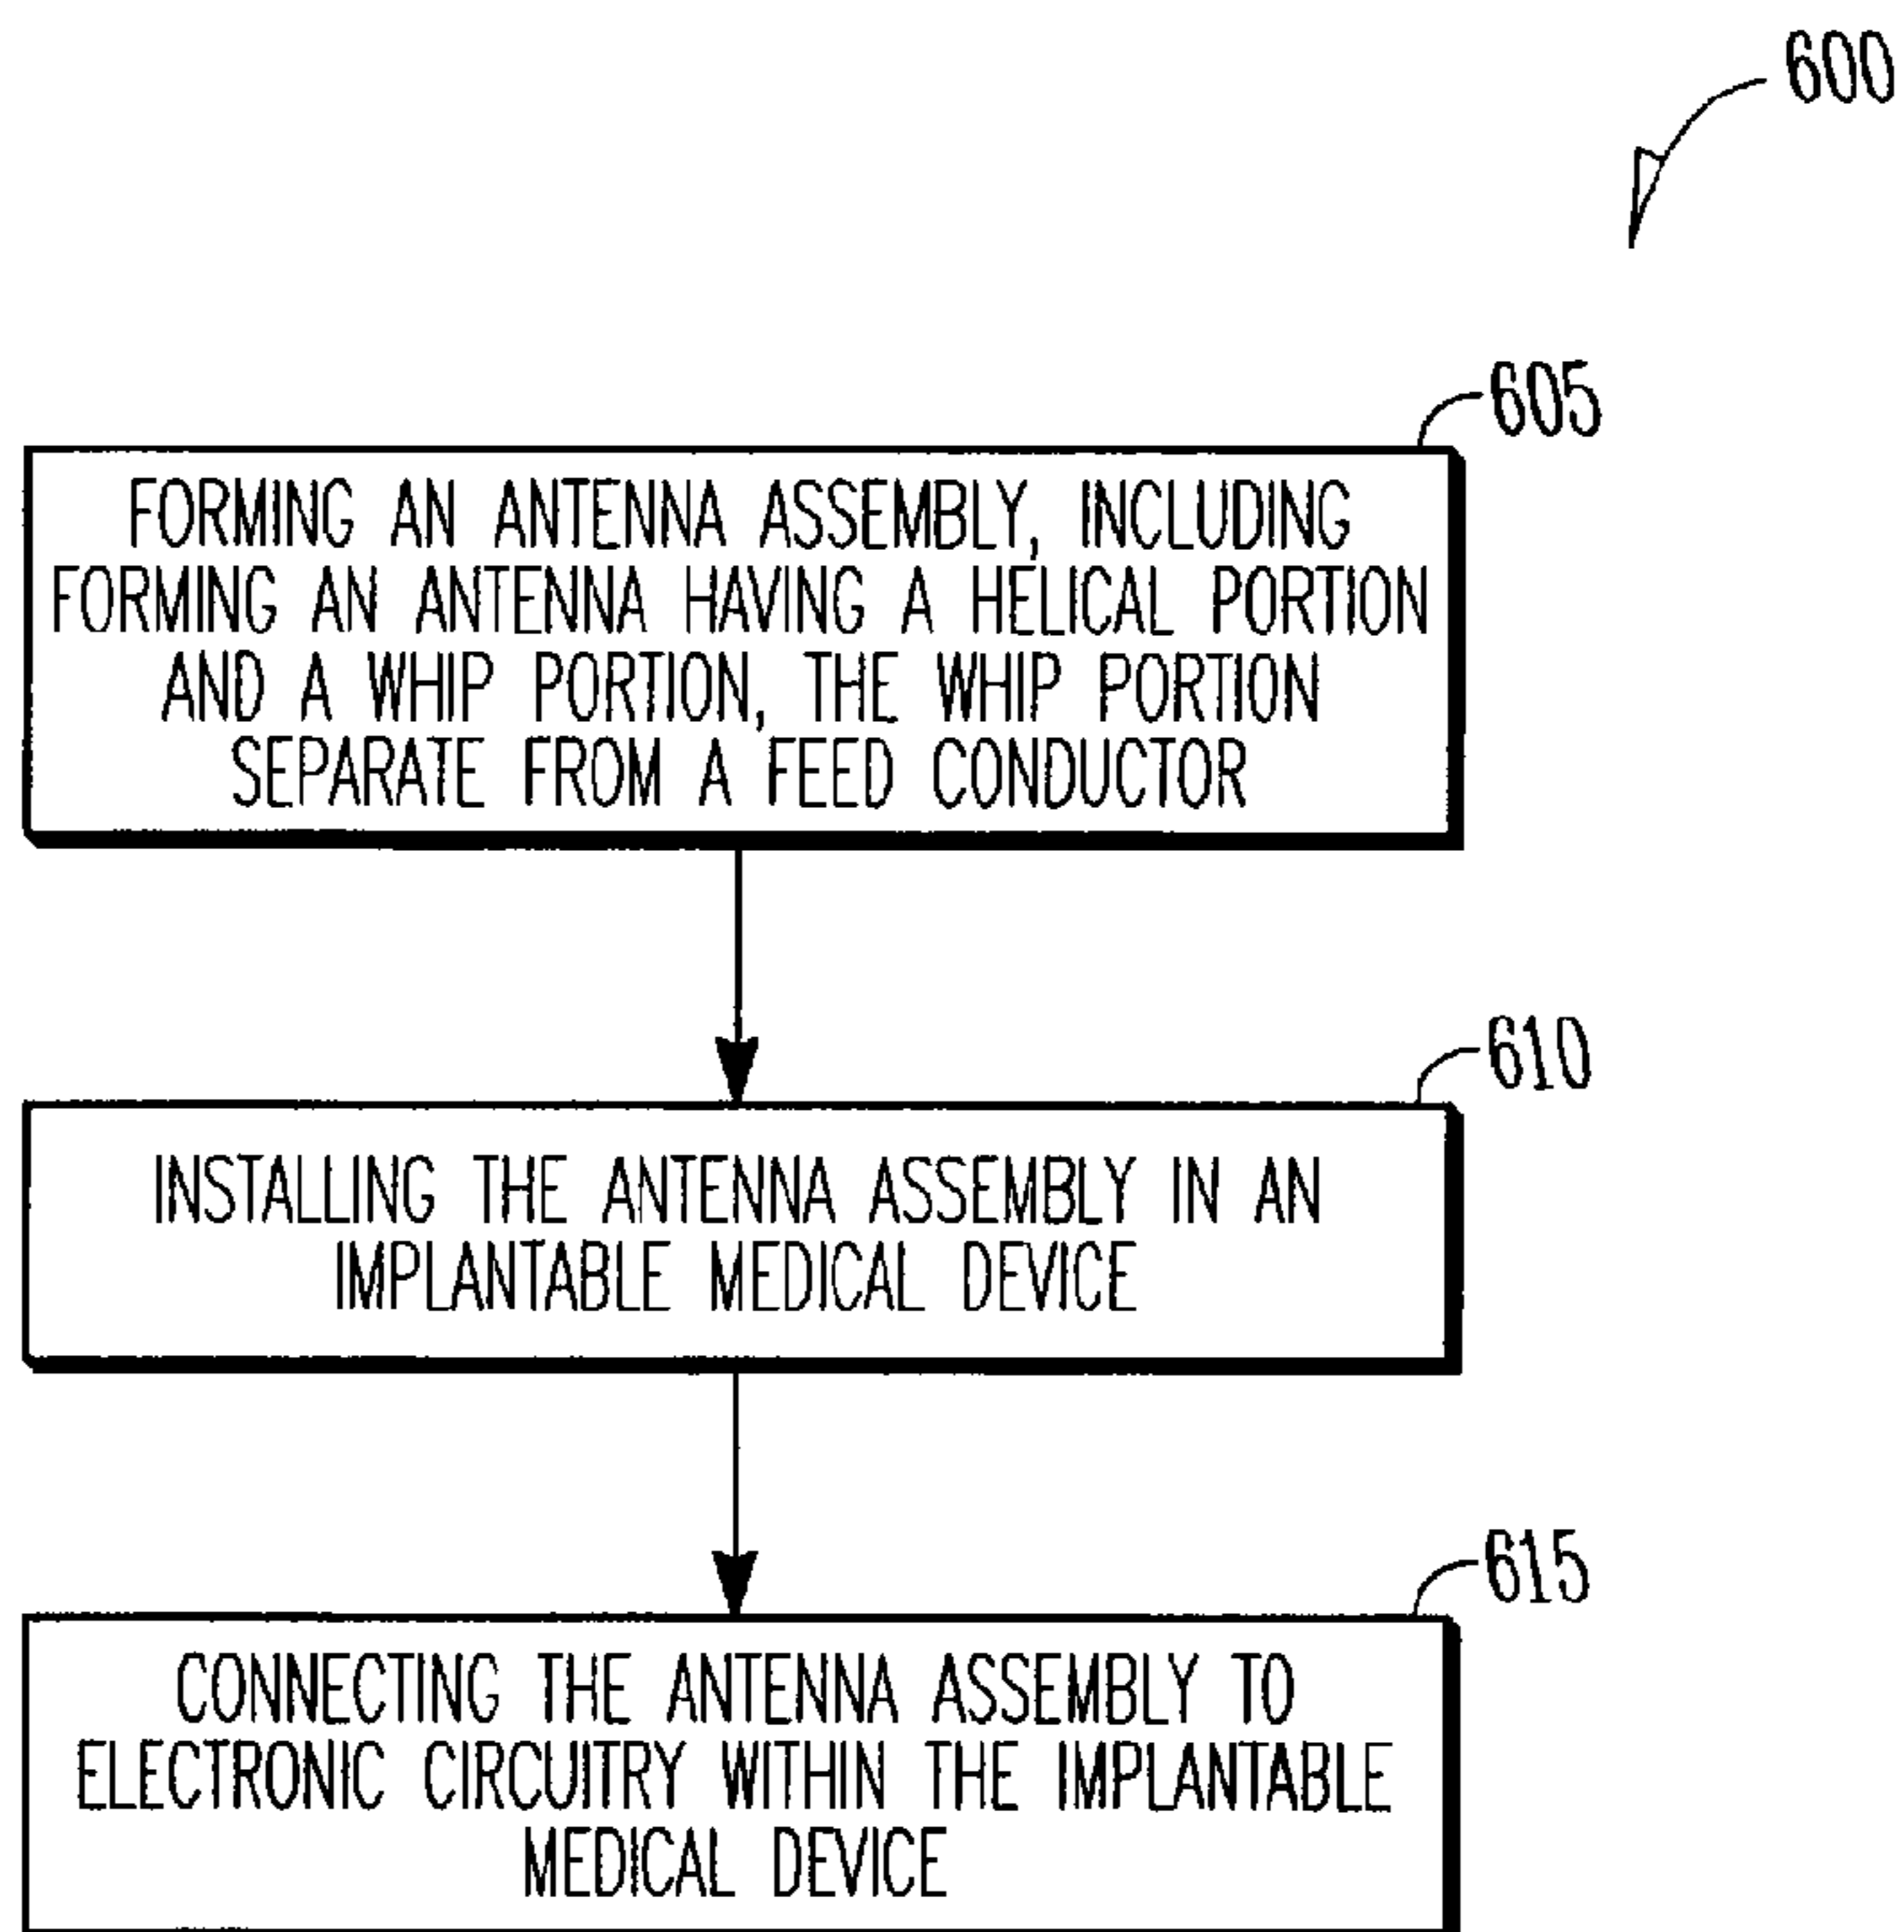 600
605
FORMING AN ANTENNA ASSEMBLY, INCLUDING
FORMING AN ANTENNA HAVING A HELICAL PORTION
AND A WHIP PORTION, THE WHIP PORTION
SEPARATE FROM A FEED CONDUCTOR
610
INSTALLING THE ANTENNA ASSEMBLY IN AN
IMPLANTABLE MEDICAL DEVICE
615
CONNECTING THE ANTENNA ASSEMBLY TO
ELECTRONIC CIRCUITRY WITHIN THE IMPLANTABLE
MEDICAL DEVICE